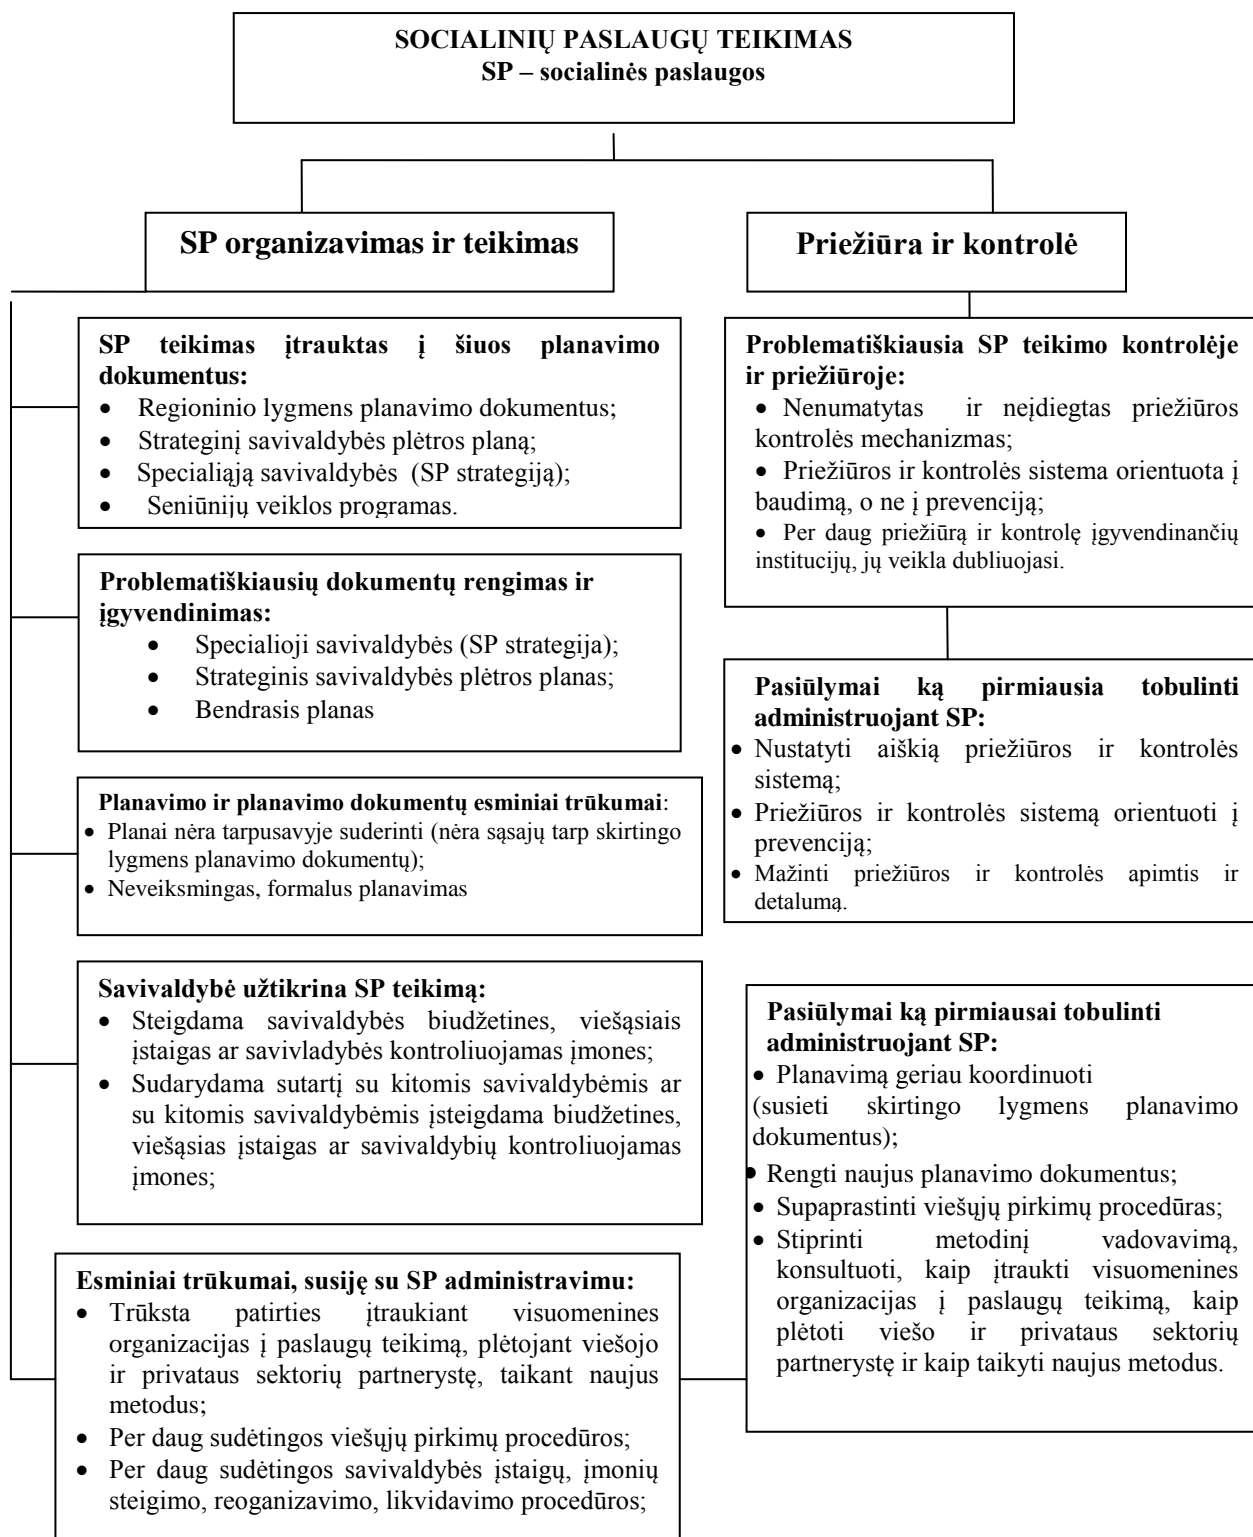 SOCIALINIŲ PASLAUGŲ TEIKIMAS
SP – socialinės paslaugos
SP organizavimas ir teikimas
Priežiūra ir kontrolė
SP teikimas įtrauktas į šiuos planavimo
dokumentus:
• Regioninio lygmens planavimo dokumentus;
• Strateginį savivaldybės plėtros planą;
• Specialiąją savivaldybės (SP strategiją);
• Seniūnijų veiklos programas.
Problematiškiausių dokumentų rengimas ir
įgyvendinimas:
• Specialioji savivaldybės (SP strategija);
• Strateginis savivaldybės plėtros planas;
• Bendrasis planas
Planavimo ir planavimo dokumentų esminiai trūkumai:
• Planai nėra tarpusavyje suderinti (nėra sąsajų tarp skirtingo
lygmens planavimo dokumentų);
• Neveiksmingas, formalus planavimas
Savivaldybė užtikrina SP teikimą:
• Steigdama savivaldybės biudžetines, viešąsiais
įstaigas ar savivladybės kontroliuojamas įmones;
• Sudarydama sutartį su kitomis savivaldybėmis ar
su kitomis savivaldybėmis įsteigdama biudžetines,
viešąsias įstaigas ar savivaldybių kontroliuojamas
įmones;
Esminiai trūkumai, susiję su SP administravimu:
• Trūksta patirties įtraukiant visuomenines
organizacijas į paslaugų teikimą, plėtojant viešojo
ir privataus sektorių partnerystę, taikant naujus
metodus;
• Per daug sudėtingos viešųjų pirkimų procedūros;
• Per daug sudėtingos savivaldybės įstaigų, įmonių
steigimo, reoganizavimo, likvidavimo procedūros;
Problematiškiausia SP teikimo kontrolėje
ir priežiūroje:
• Nenumatytas ir neįdiegtas priežiūros
kontrolės mechanizmas;
• Priežiūros ir kontrolės sistema orientuota į
baudimą, o ne į prevenciją;
• Per daug priežiūrą ir kontrolę įgyvendinančių
institucijų, jų veikla dubliuojasi.
Pasiūlymai ką pirmiausia tobulinti
administruojant SP:
• Nustatyti aiškią priežiūros ir kontrolės
sistemą;
• Priežiūros ir kontrolės sistemą orientuoti į
prevenciją;
• Mažinti priežiūros ir kontrolės apimtis ir
detalumą.
Pasiūlymai ką pirmiausai tobulinti
administruojant SP:
• Planavimą geriau koordinuoti
(susieti skirtingo lygmens planavimo
dokumentus);
• Rengti naujus planavimo dokumentus;
• Supaprastinti viešųjų pirkimų procedūras;
• Stiprinti metodinį vadovavimą,
konsultuoti, kaip įtraukti visuomenines
organizacijas į paslaugų teikimą, kaip
plėtoti viešo ir privataus sektorių
partnerystę ir kaip taikyti naujus metodus.